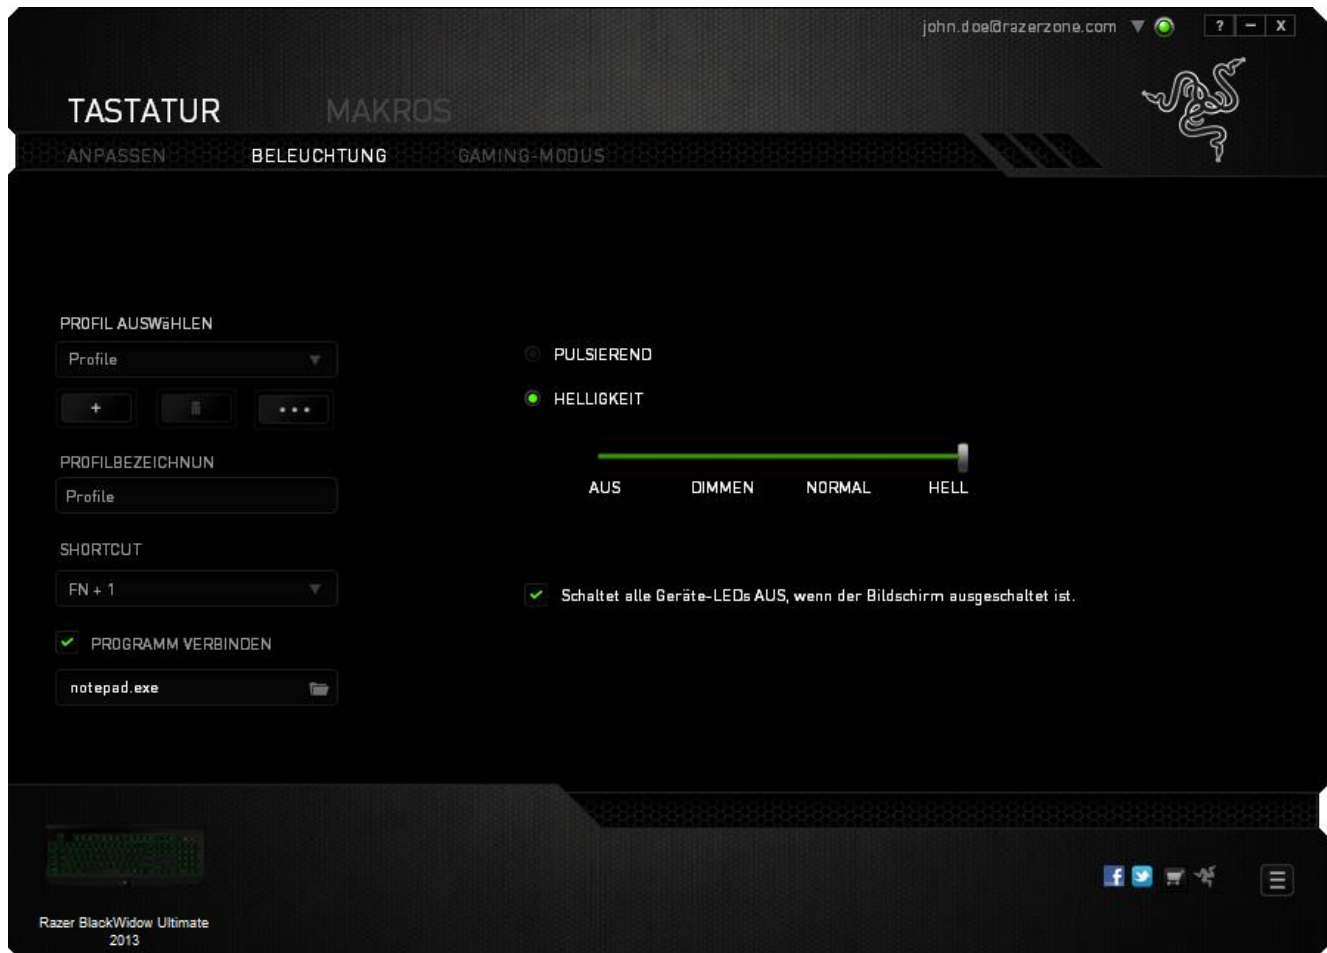 john.doe@razerzone.com
? − X
TASTATUR MAKROS
ANPASSEN BELEUCHTUNG GAMING-MODUS
PROFIL AUSWäHLEN
Profile
+ •••
PROFILBEZEICHNUN
Profile
SHORTCUT
FN + 1
PROGRAMM VERBINDEN
notepad.exe
PULSIEREND
HELLIGKEIT
AUS DIMMEN NORMAL HELL
Schaltet alle Geräte-LEDs AUS, wenn der Bildschirm ausgeschaltet ist.
Razer BlackWidow Ultimate
2013